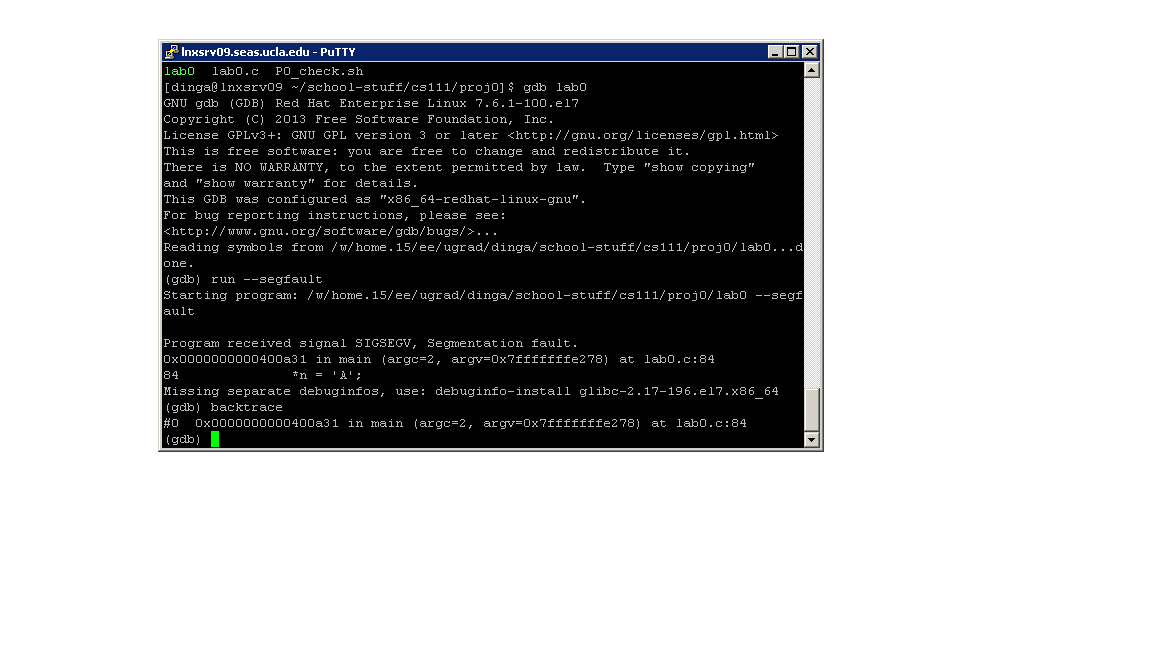 lnxsrv09.seas.ucla.edu - PuTTY
lab0  lab0.c  P0_check.sh
[dinga@lnxsrv09 ~/school-stuff/cs111/proj0]$ gdb lab0
GNU gdb (GDB) Red Hat Enterprise Linux 7.6.1-100.el7
Copyright (C) 2013 Free Software Foundation, Inc.
License GPLv3+: GNU GPL version 3 or later <http://gnu.org/licenses/gpl.html>
This is free software: you are free to change and redistribute it.
There is NO WARRANTY, to the extent permitted by law.  Type "show copying"
and "show warranty" for details.
This GDB was configured as "x86_64-redhat-linux-gnu".
For bug reporting instructions, please see:
<http://www.gnu.org/software/gdb/bugs/>...
Reading symbols from /w/home.15/ee/ugrad/dinga/school-stuff/cs111/proj0/lab0...d
one.
(gdb) run --segfault
Starting program: /w/home.15/ee/ugrad/dinga/school-stuff/cs111/proj0/lab0 --segf
ault
Program received signal SIGSEGV, Segmentation fault.
0x0000000000400a31 in main (argc=2, argv=0x7fffffffe278) at lab0.c:84
84              *n = 'A';
Missing separate debuginfos, use: debuginfo-install glibc-2.17-196.el7.x86_64
(gdb) backtrace
#0  0x0000000000400a31 in main (argc=2, argv=0x7fffffffe278) at lab0.c:84
(gdb)